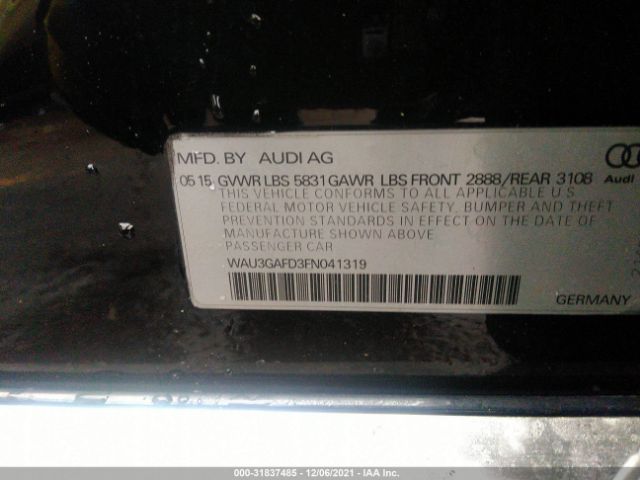 MFD. BY AUDI AG
05 15 GVWR LBS 5831 GAWR LBS FRONT 2888/REAR 3108
Audi
THIS VEHICLE CONFORMS TO ALL APPLICABLE U.S.
FEDERAL MOTOR VEHICLE SAFETY, BUMPER AND THEFT
PREVENTION STANDARDS IN EFFECT ON THE DATE OF
MANUFACTURE SHOWN ABOVE
PASSENGER CAR
WAU3GAFD3FN041319
GERMANY
000-31837485 - 12/06/2021 - IAA Inc.